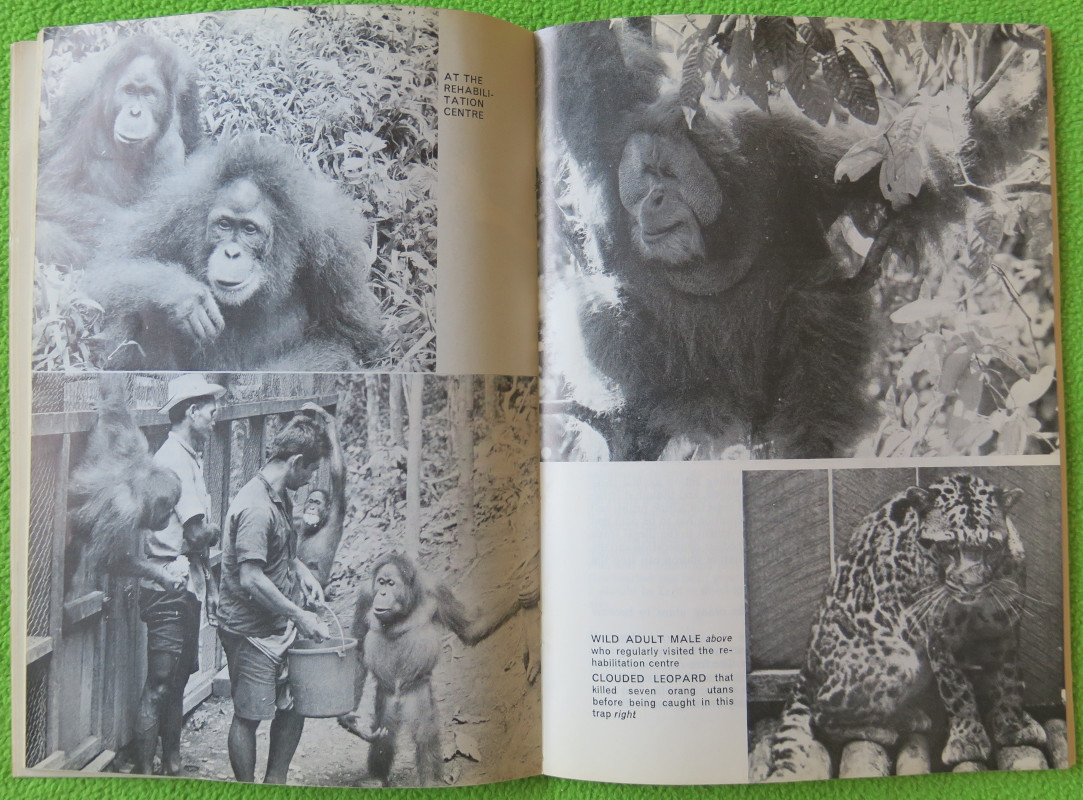 AT THE
REHABILI-
TATION
CENTRE
WILD ADULT MALE above
who regularly visited the re-
habilitation centre
CLOUDED LEOPARD that
killed seven orang utans
before being caught in this
trap right